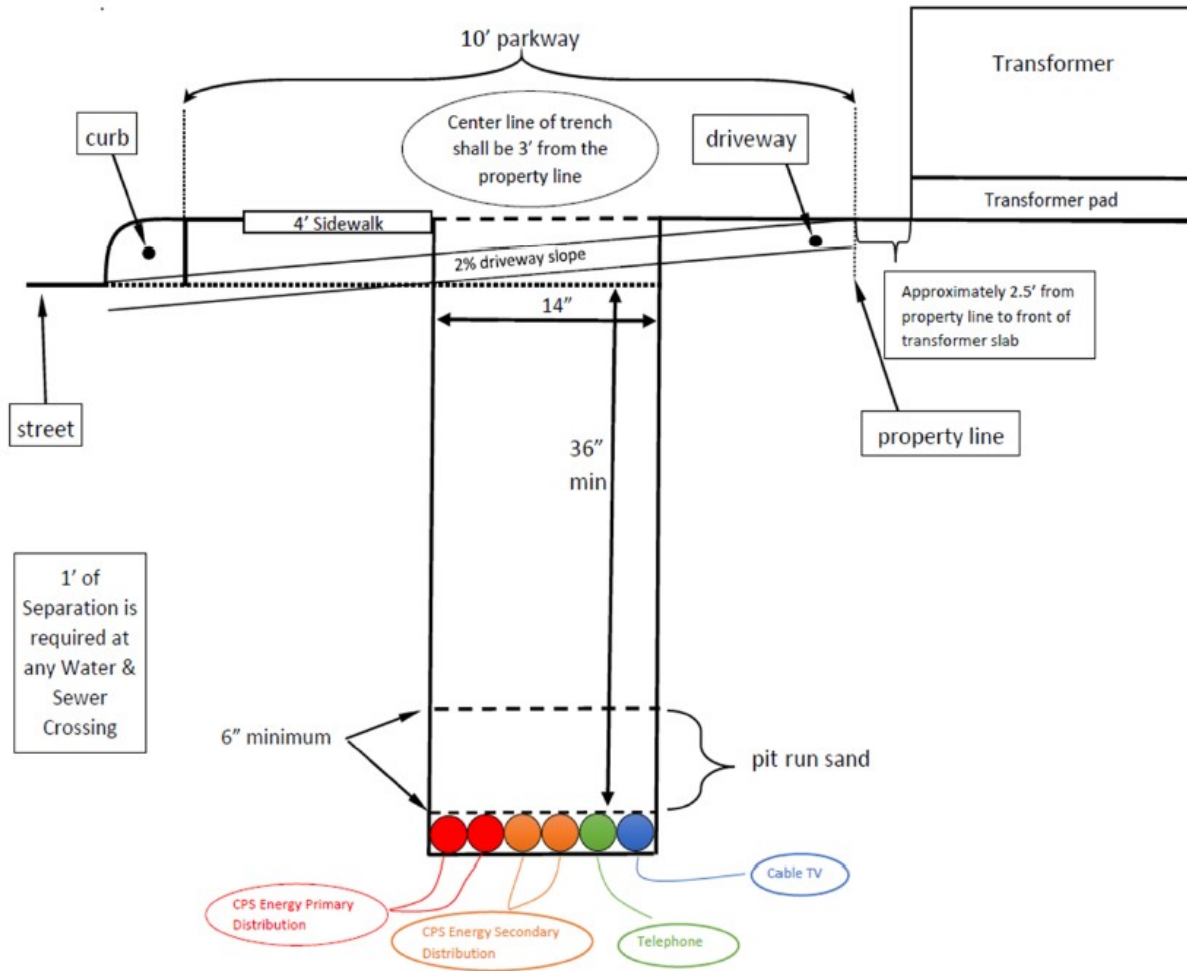 10’ parkway
Transformer
Center line of trench
shall be 3’ from the
property line
curb
driveway
Transformer pad
4’ Sidewalk
2% driveway slope
14”
Approximately 2.5’ from
property line to front of
transformer slab
street
property line
36”
min
1’ of
Separation is
required at
any Water &
Sewer
Crossing
6” minimum
pit run sand
Cable TV
CPS Energy Primary
Distribution
CPS Energy Secondary
Distribution
Telephone